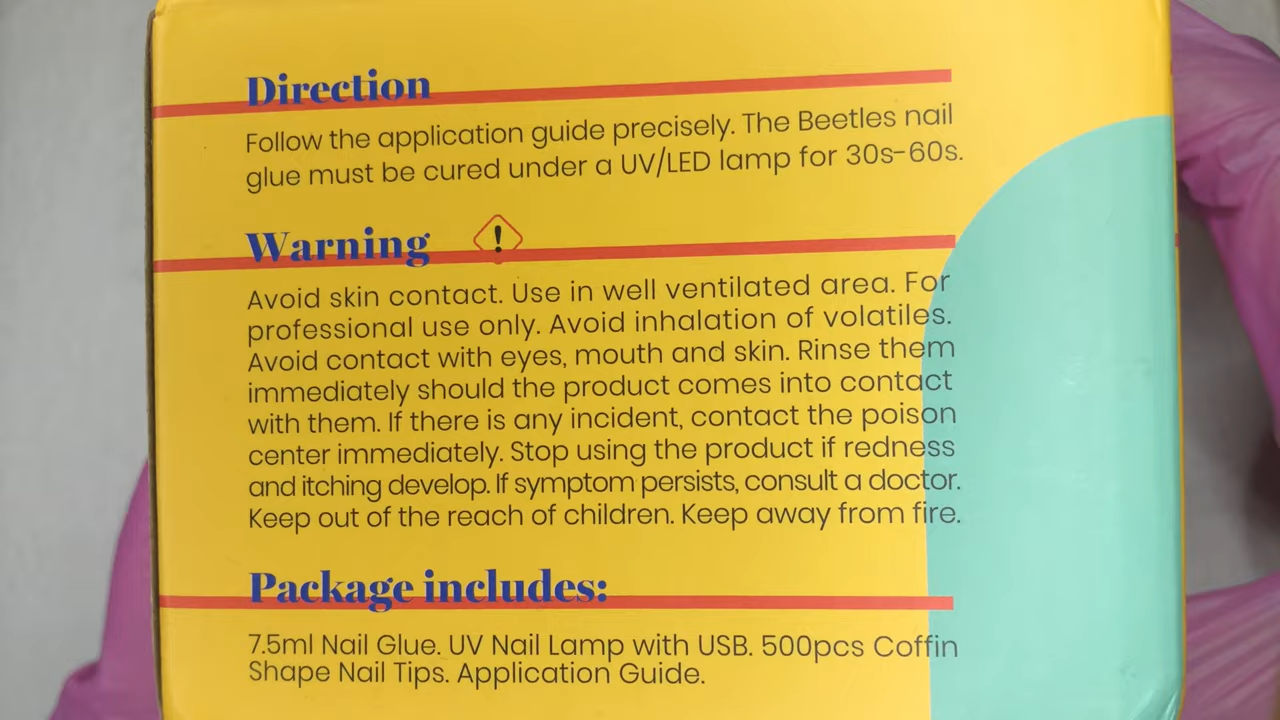 Direction
Follow the application guide precisely. The Beetles nail
glue must be cured under a UV/LED lamp for 30s-60s.
Warning
Avoid skin contact. Use in well ventilated area. For
professional use only. Avoid inhalation of volatiles.
Avoid contact with eyes, mouth and skin. Rinse them
immediately should the product comes into contact
with them. If there is any incident, contact the poison
center immediately. Stop using the product if redness
and itching develop. If symptom persists, consult a doctor.
Keep out of the reach of children. Keep away from fire.
Package includes:
7.5ml Nail Glue. UV Nail Lamp with USB. 500pcs Coffin
Shape Nail Tips. Application Guide.